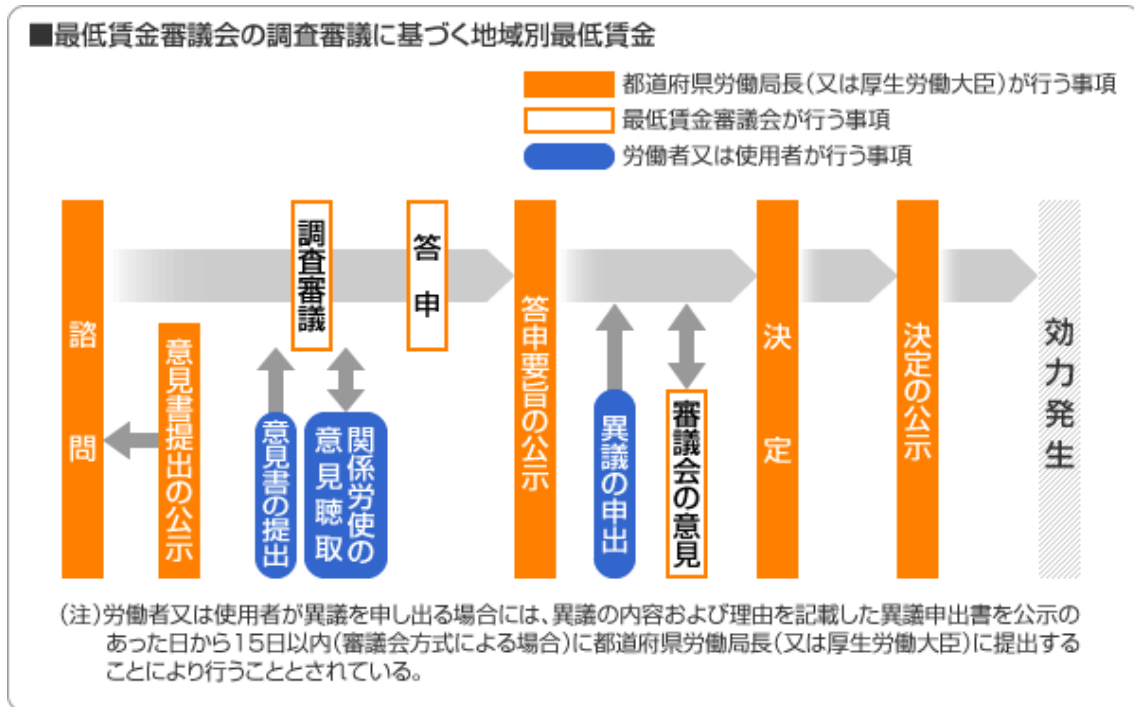 ■最低賃金審議会の調査審議に基づく地域別最低賃金
都道府県労働局長(又は厚生労働大臣)が行う事項
最低賃金審議会が行う事項
労働者又は使用者が行う事項
諮問
意見書提出の公示
調査審議
意見書の提出
関係労使の
意見聴取
答申
答申要旨の公示
異議の申出
審議会の意見
決定
決定の公示
効力発生
(注)労働者又は使用者が異議を申し出る場合には、異議の内容および理由を記載した異議申出書を公示の
あった日から15日以内(審議会方式による場合)に都道府県労働局長(又は厚生労働大臣)に提出する
ことにより行うこととされている。